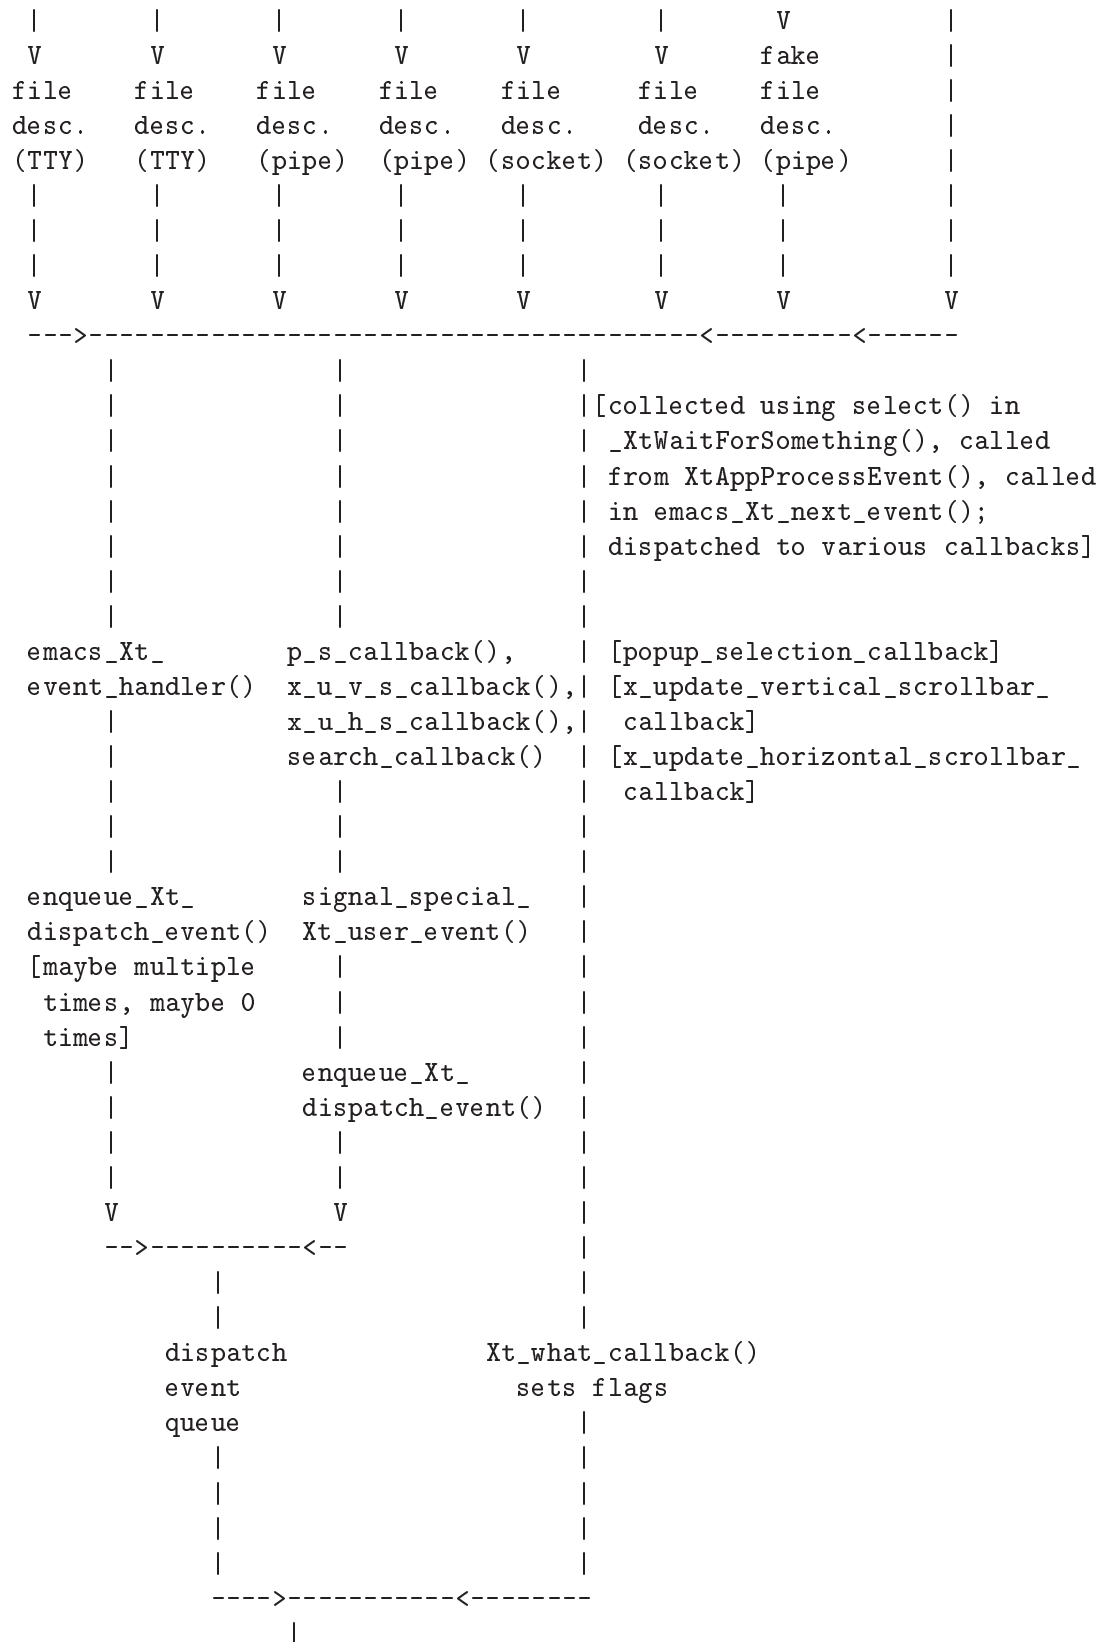 |       |       |       |       |        |       V          |
 V       V       V       V       V        V      fake        |
file    file    file    file    file     file    file        |
desc.   desc.   desc.   desc.   desc.    desc.   desc.       |
(TTY)   (TTY)   (pipe)  (pipe) (socket) (socket) (pipe)      |
 |       |       |       |       |        |       |          |
 |       |       |       |       |        |       |          |
 |       |       |       |       |        |       |          |
 V       V       V       V       V        V       V          V
 --->----------------------------------------<---------<------
      |              |               |
      |              |               |[collected using select() in
      |              |               | _XtWaitForSomething(), called
      |              |               | from XtAppProcessEvent(), called
      |              |               | in emacs_Xt_next_event();
      |              |               | dispatched to various callbacks]
      |              |               |
      |              |               |
 emacs_Xt_        p_s_callback(),    | [popup_selection_callback]
 event_handler()  x_u_v_s_callback(),| [x_update_vertical_scrollbar_
      |           x_u_h_s_callback(),|  callback]
      |           search_callback()  | [x_update_horizontal_scrollbar_
      |              |               |  callback]
      |              |               |
      |              |               |
 enqueue_Xt_       signal_special_   |
 dispatch_event()  Xt_user_event()   |
 [maybe multiple     |               |
  times, maybe 0     |               |
  times]             |               |
      |            enqueue_Xt_       |
      |            dispatch_event()  |
      |              |               |
      |              |               |
      V              V               |
      -->----------<--               |
             |                       |
             |                       |
          dispatch             Xt_what_callback()
          event                  sets flags
          queue                      |
             |                       |
             |                       |
             |                       |
             |                       |
             ---->-----------<--------
                  |